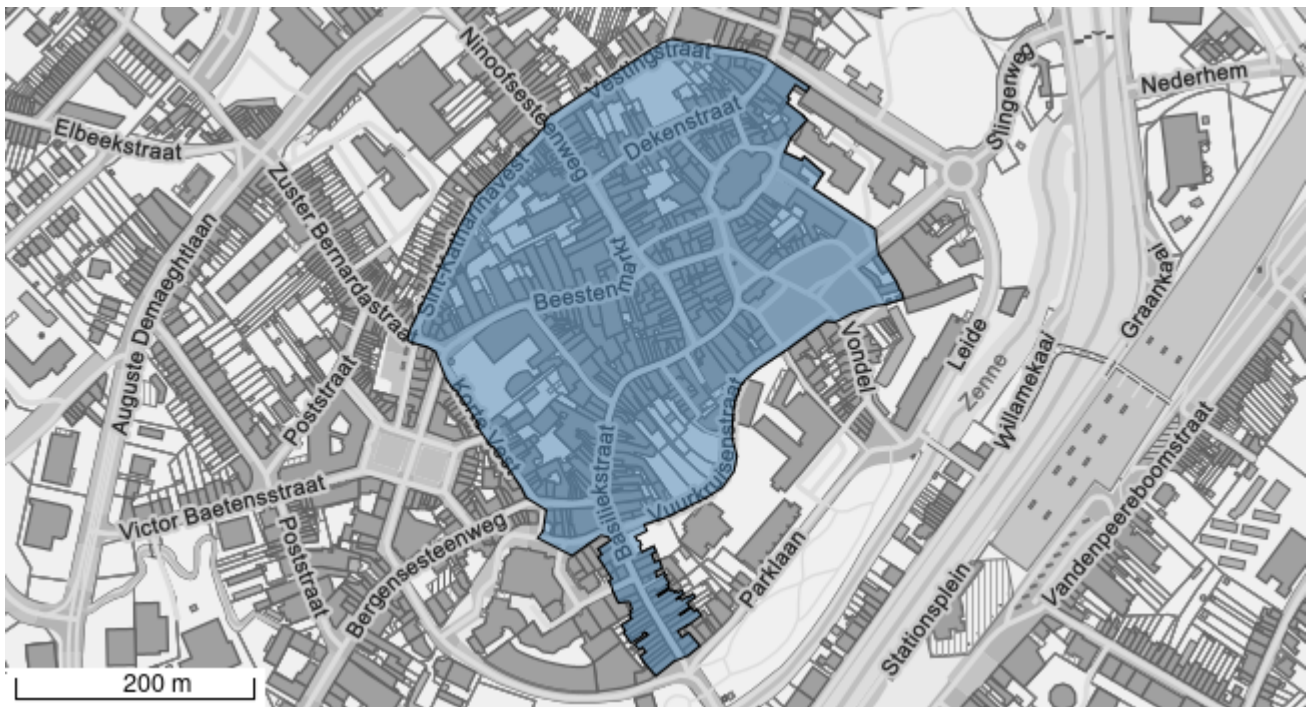 Ninoofsesteenweg
Vestingstraat
Slingerweg
Nederhem
Elbeekstraat
Dekenstraat
Zuster Bernardastraat
Sint-Katharinavest
Auguste Demaeghtlaan
Beestenmarkt
Graankaai
Poststraat
Korte Vest
Vondel
Leide
Zenne
Willamekaai
Basiliekstraat
Vuurkruisenstraat
Victor Baetensstraat
Vandenpeereboomstraat
Poststraat
Bergensesteenweg
Parklaan
Stationsplein
200 m